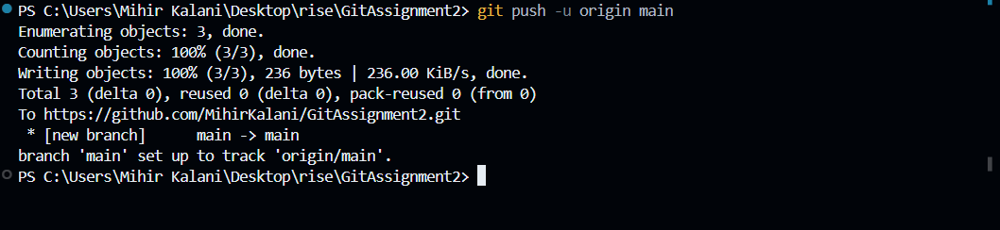 PS C:\Users\Mihir Kalani\Desktop\rise\GitAssignment2> git push -u origin main
Enumerating objects: 3, done.
Counting objects: 100% (3/3), done.
Writing objects: 100% (3/3), 236 bytes | 236.00 KiB/s, done.
Total 3 (delta 0), reused 0 (delta 0), pack-reused 0 (from 0)
To https://github.com/MihirKalani/GitAssignment2.git
 * [new branch]      main -> main
branch 'main' set up to track 'origin/main'.
PS C:\Users\Mihir Kalani\Desktop\rise\GitAssignment2>